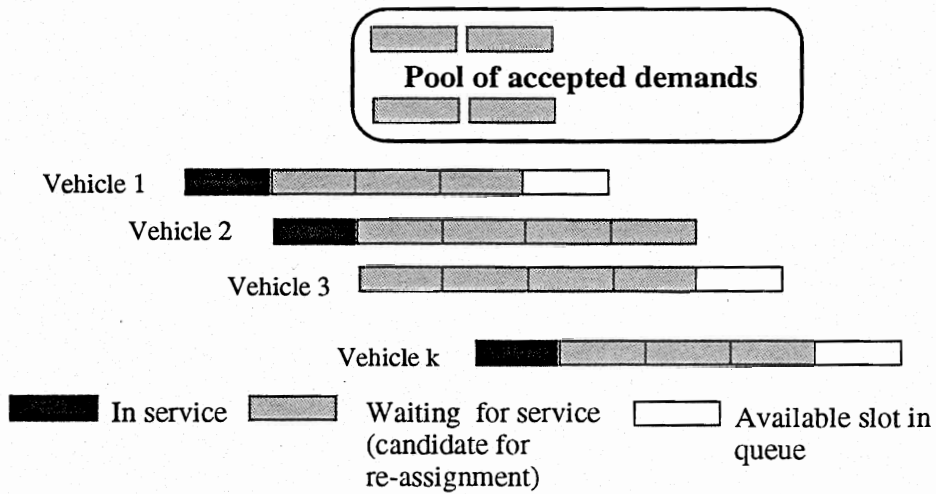 Pool of accepted demands
Vehicle 1
Vehicle 2
Vehicle 3
Vehicle k
In service
Waiting for service
(candidate for
re-assignment)
Available slot in
queue